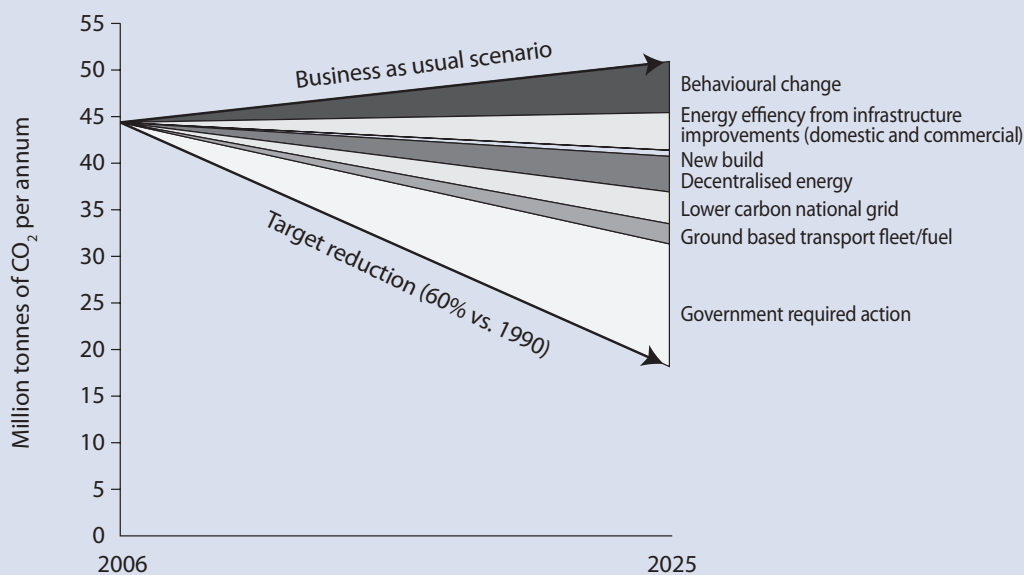 55
50
45
40
35
30
25
20
15
10
5
0
Million tonnes of CO2 per annum
2006
2025
Business as usual scenario
Target reduction (60% vs. 1990)
Behavioural change
Energy effiency from infrastructure
improvements (domestic and commercial)
New build
Decentralised energy
Lower carbon national grid
Ground based transport fleet/fuel
Government required action